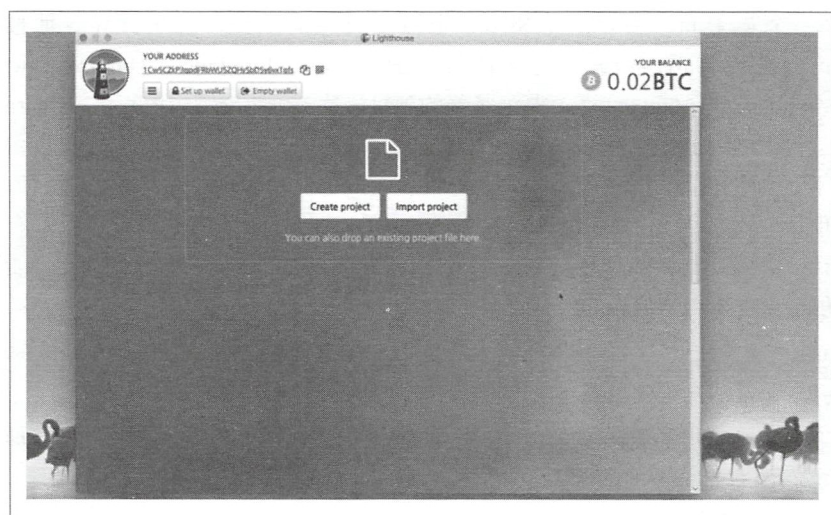 Lighthouse
YOUR ADDRESS
Set up wallet Empty wallet
YOUR BALANCE
0.02BTC
Create project Import project
You can also drop an existing project file here.